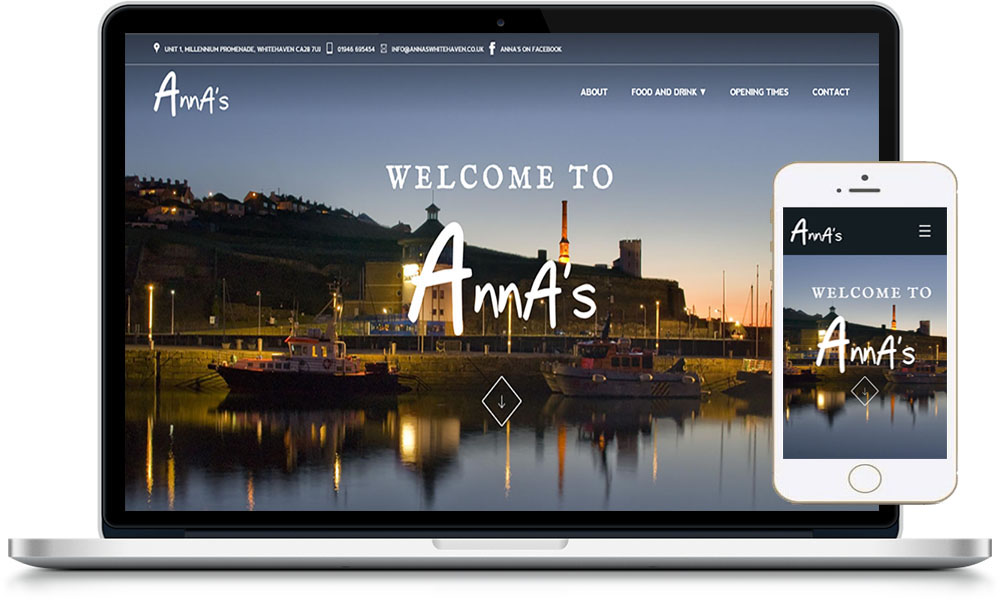 UNIT 1, MILLENNIUM PROMENADE, WHITEHAVEN CA28 7UJ 01946 695454 INFO@ANNASWHITEHAVEN.CO.UK ANNA'S ON FACEBOOK
AnnA's
ABOUT FOOD AND DRINK ▼ OPENING TIMES CONTACT
WELCOME TO
AnnA's
AnnA's
WELCOME TO
AnnA's